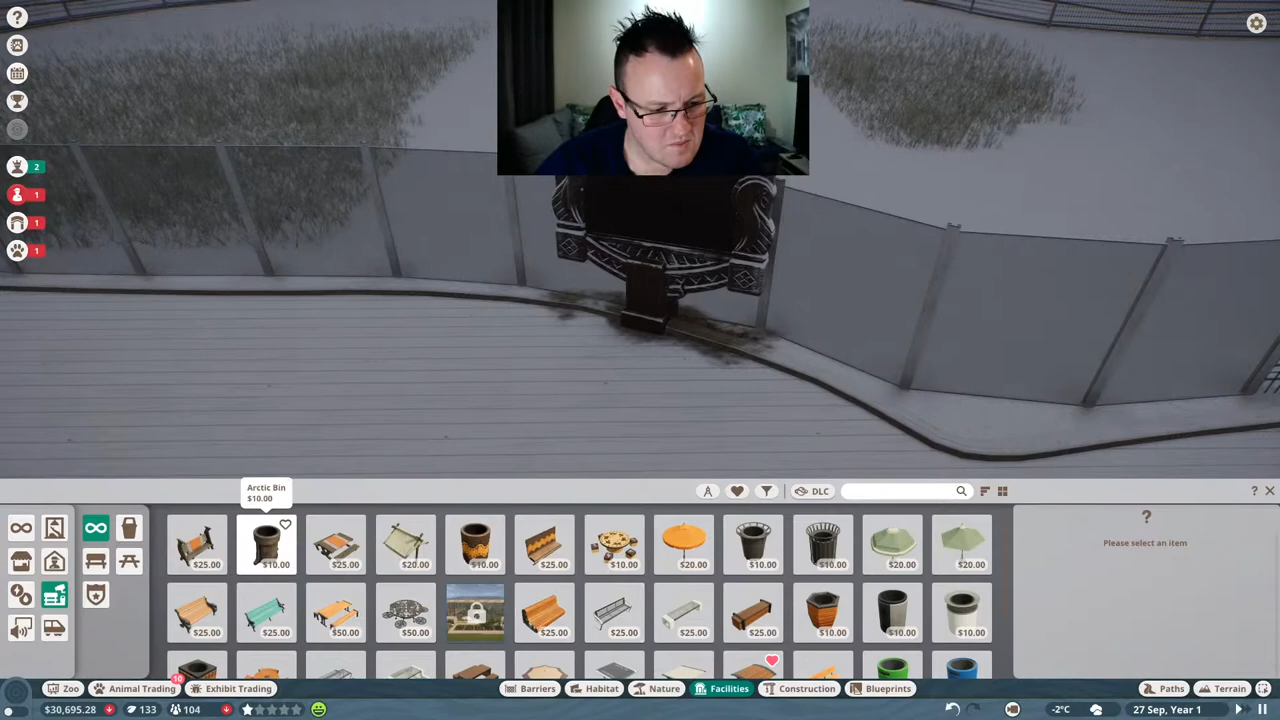 2
1
1
1
Arctic Bin
$10.00
DLC
? ×
$25.00 $10.00 $25.00 $20.00 $10.00 $25.00 $10.00 $20.00 $10.00 $10.00 $20.00 $20.00
?
Please select an item
$25.00 $25.00 $50.00 $50.00 $25.00 $25.00 $25.00 $25.00 $10.00 $10.00 $10.00
10
Zoo Animal Trading Exhibit Trading Barriers Habitat Nature Facilities Construction Blueprints Paths Terrain
$30,695.28 133 104 -2°C 27 Sep, Year 1